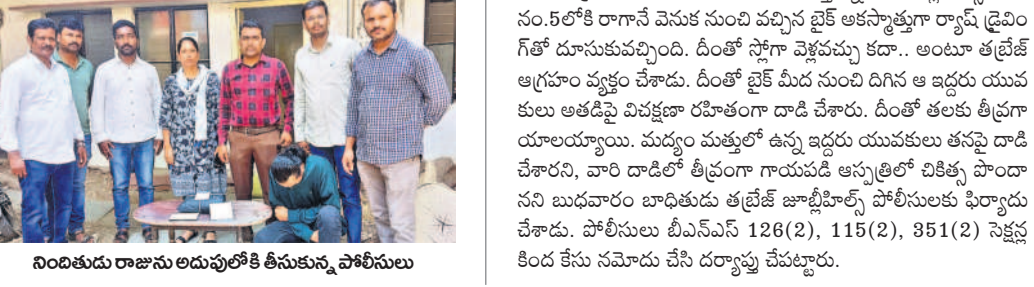 నిందితుడు రాజును అదుపులోకి తీసుకున్న పోలీసులు
నం.5లోకి రాగానే వెనుక నుంచి వచ్చిన బైక్ అకస్మాత్తుగా ర్యాష్ డ్రైవిం
గ్‌తో దూసుకువచ్చింది. దీంతో స్లోగా వెళ్లవచ్చు కదా.. అంటూ తబ్రేజ్
ఆగ్రహం వ్యక్తం చేశాడు. దీంతో బైక్ మీద నుంచి దిగిన ఆ ఇద్దరు యువ
కులు అతడిపై విచక్షణా రహితంగా దాడి చేశారు. దీంతో తలకు తీవ్రగా
యాలయ్యాయి. మద్యం మత్తులో ఉన్న ఇద్దరు యువకులు తనపై దాడి
చేశారని, వారి దాడిలో తీవ్రంగా గాయపడి ఆస్పత్రిలో చికిత్స పొందా
నని బుధవారం బాధితుడు తబ్రేజ్ జూబ్లీహిల్స్ పోలీసులకు ఫిర్యాదు
చేశాడు. పోలీసులు బీఎన్ఎస్ 126(2), 115(2), 351(2) సెక్షన్ల
కింద కేసు నమోదు చేసి దర్యాప్తు చేపట్టారు.